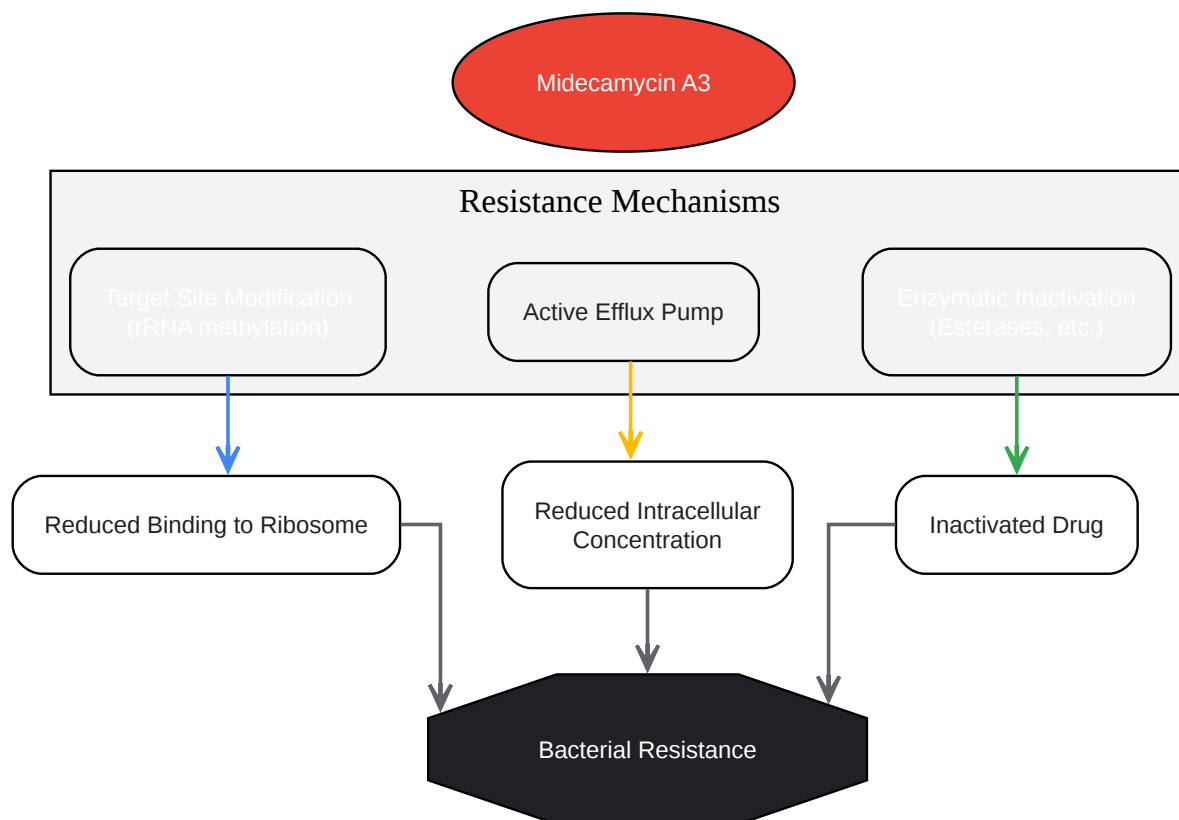 Midecamycin A3
Resistance Mechanisms
Target Site Modification
(rRNA methylation)
Active Efflux Pump
Enzymatic Inactivation
(Esterases, etc.)
Reduced Binding to Ribosome
Reduced Intracellular
Concentration
Inactivated Drug
Bacterial Resistance